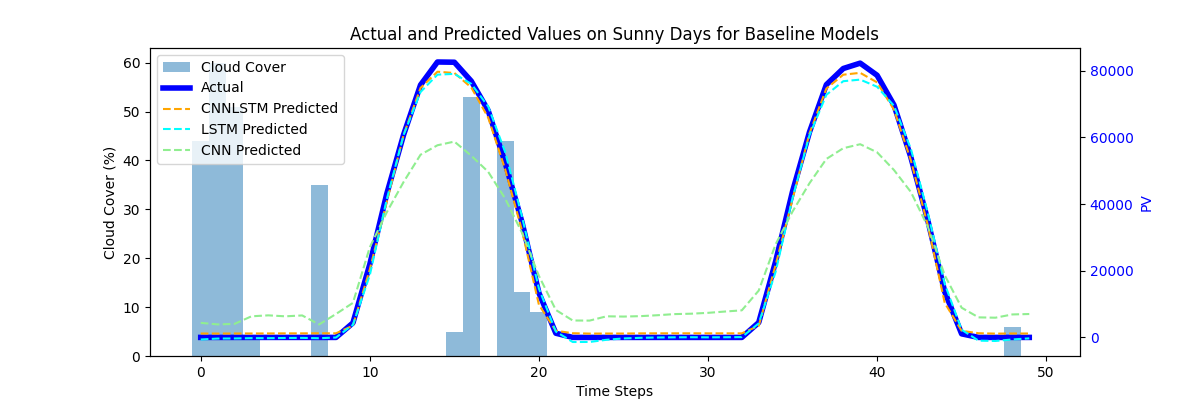 Actual and Predicted Values on Sunny Days for Baseline Models
Cloud Cover
Actual
CNNLSTM Predicted
LSTM Predicted
CNN Predicted
Cloud Cover (%)
60
50
40
30
20
10
0
80000
60000
40000
20000
0
PV
0 10 20 30 40 50
Time Steps